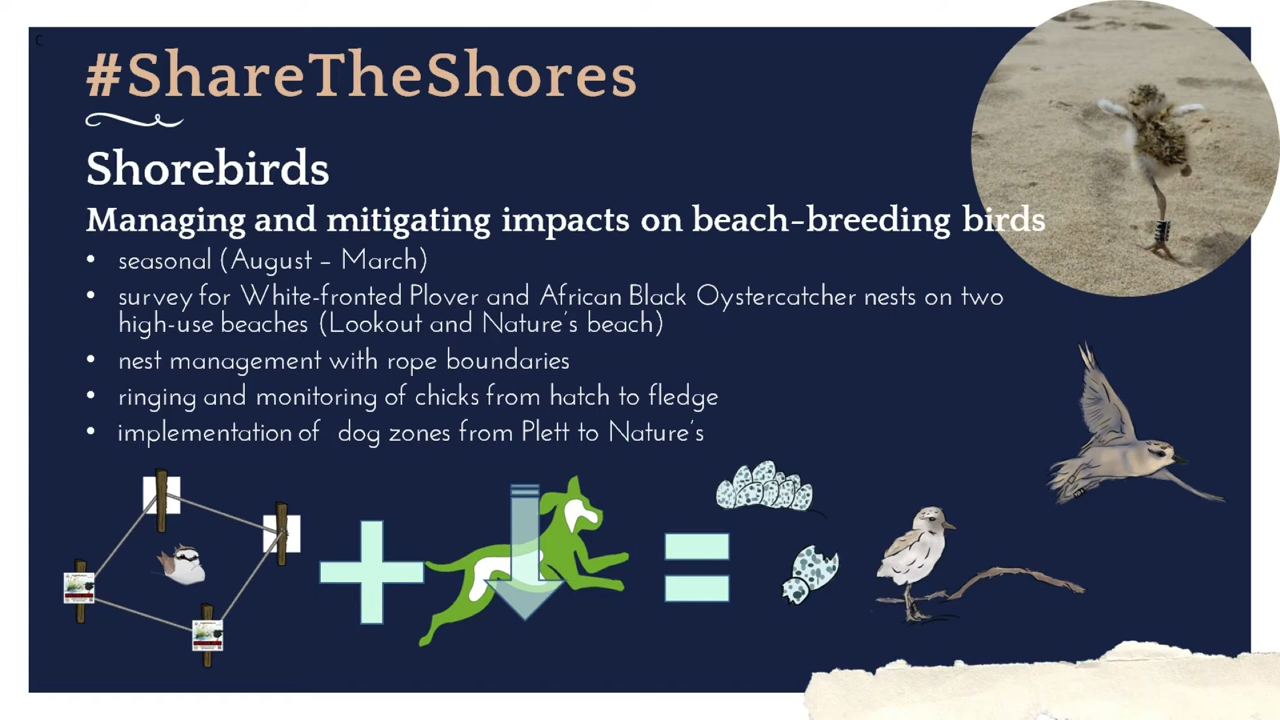 #ShareTheShores
Shorebirds
Managing and mitigating impacts on beach-breeding birds
• seasonal (August – March)
• survey for White-fronted Plover and African Black Oystercatcher nests on two
high-use beaches (Lookout and Nature's beach)
• nest management with rope boundaries
• ringing and monitoring of chicks from hatch to fledge
• implementation of dog zones from Plett to Nature's